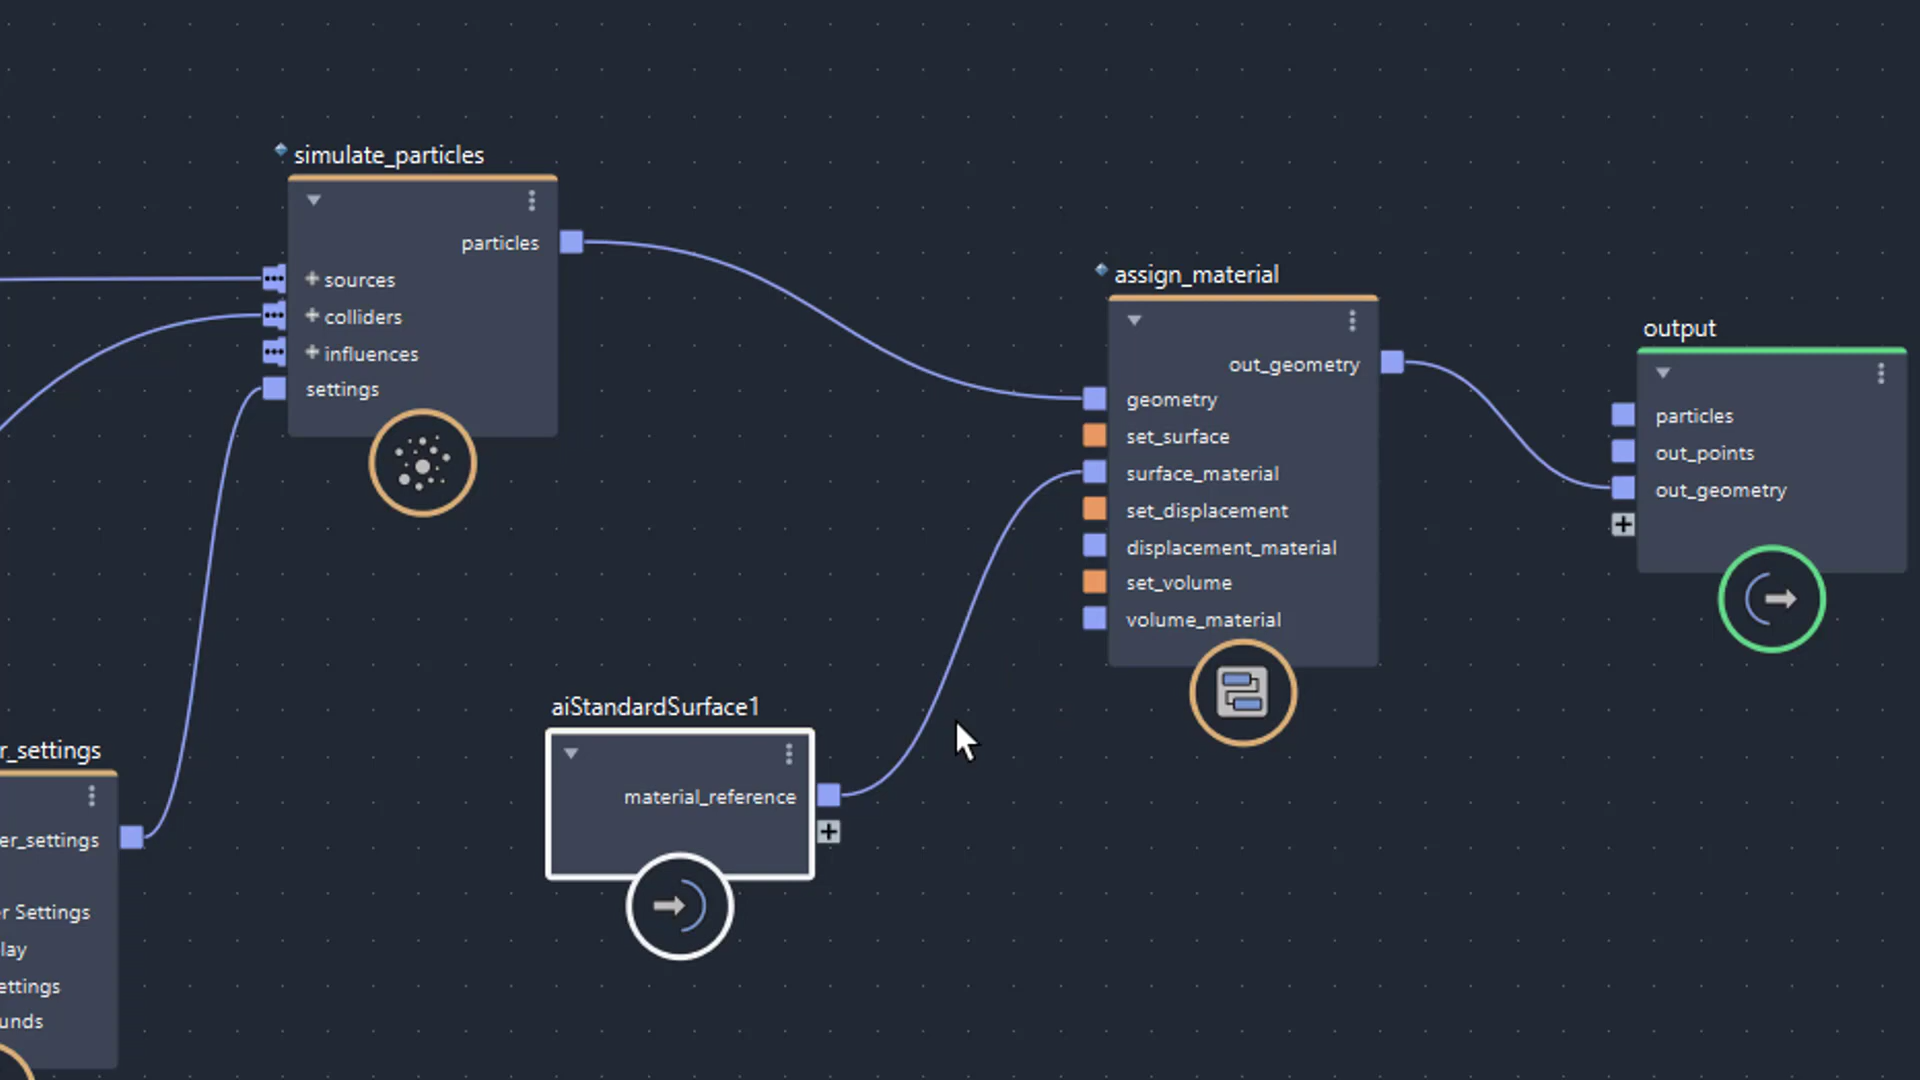 simulate_particles
particles
sources
colliders
influences
settings
assign_material
out_geometry
geometry
set_surface
surface_material
set_displacement
displacement_material
set_volume
volume_material
output
particles
out_points
out_geometry
aiStandardSurface1
material_reference
r_settings
er_settings
r Settings
lay
ettings
unds